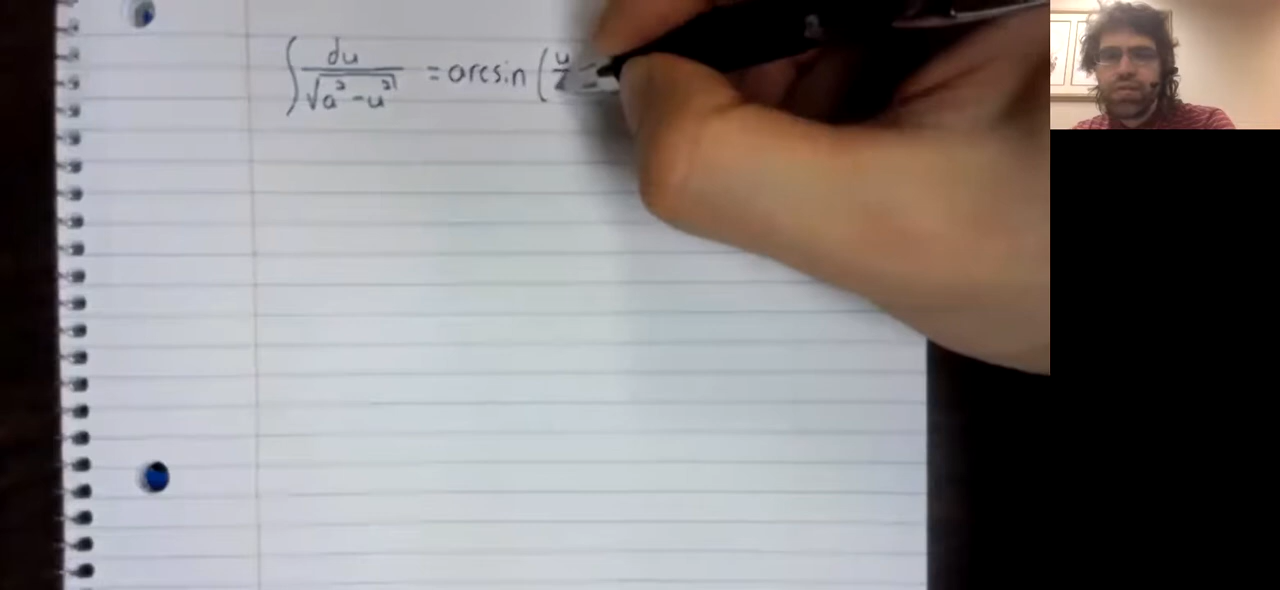 ∫ du/√(a² - u²) = arcsin (u/